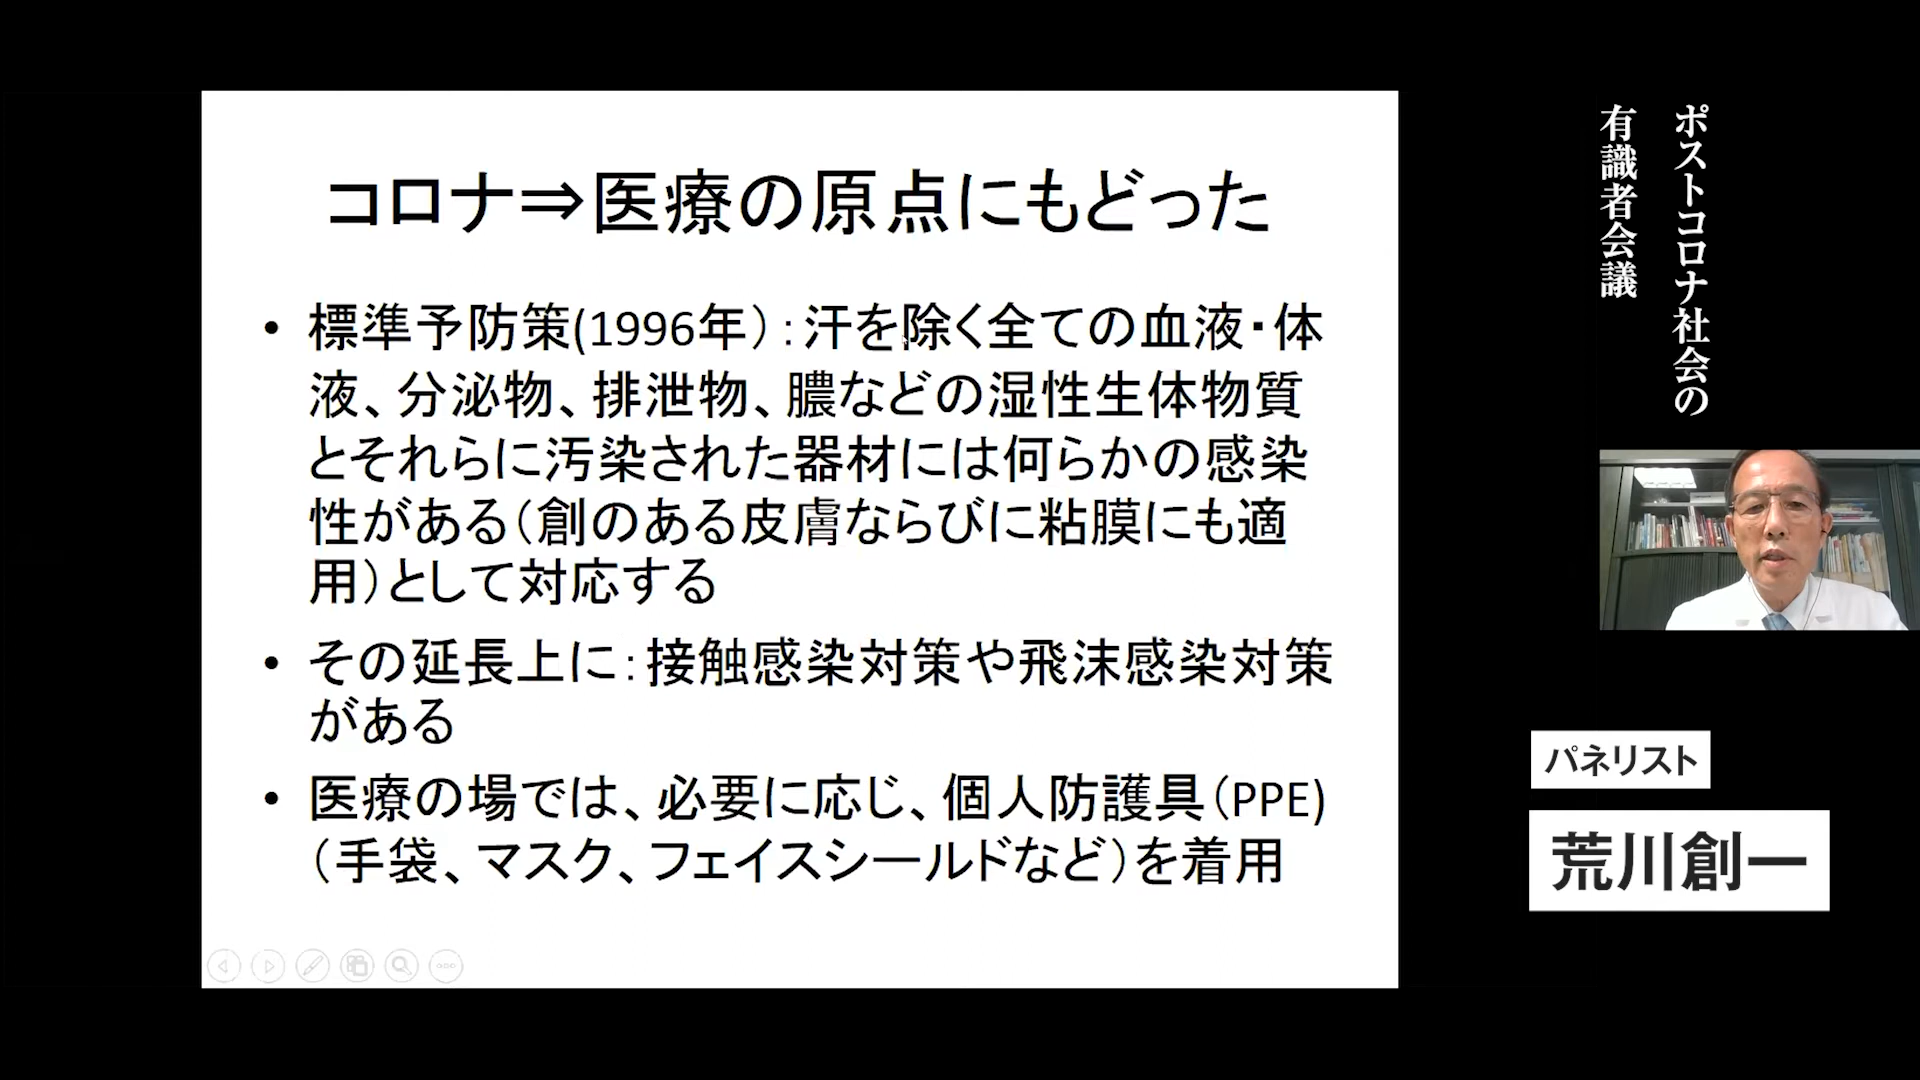 コロナ⇒医療の原点にもどった
• 標準予防策(1996年）：汗を除く全ての血液・体
液、分泌物、排泄物、膿などの湿性生体物質
とそれらに汚染された器材には何らかの感染
性がある（創のある皮膚ならびに粘膜にも適
用）として対応する
• その延長上に：接触感染対策や飛沫感染対策
がある
• 医療の場では、必要に応じ、個人防護具（PPE)
（手袋、マスク、フェイスシールドなど）を着用
ポストコロナ社会の
有識者会議
パネリスト
荒川創一